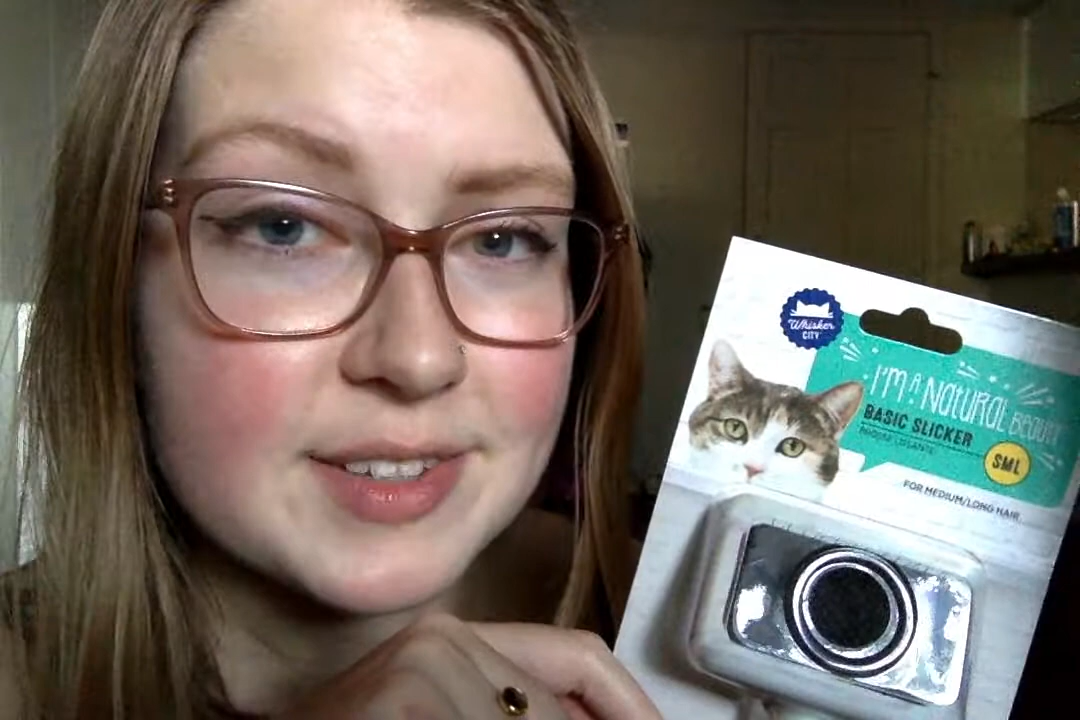 Whisker
CITY
I'M A NATURAL BEAUTY
BASIC SLICKER
SML
FOR MEDIUM/LONG HAIR